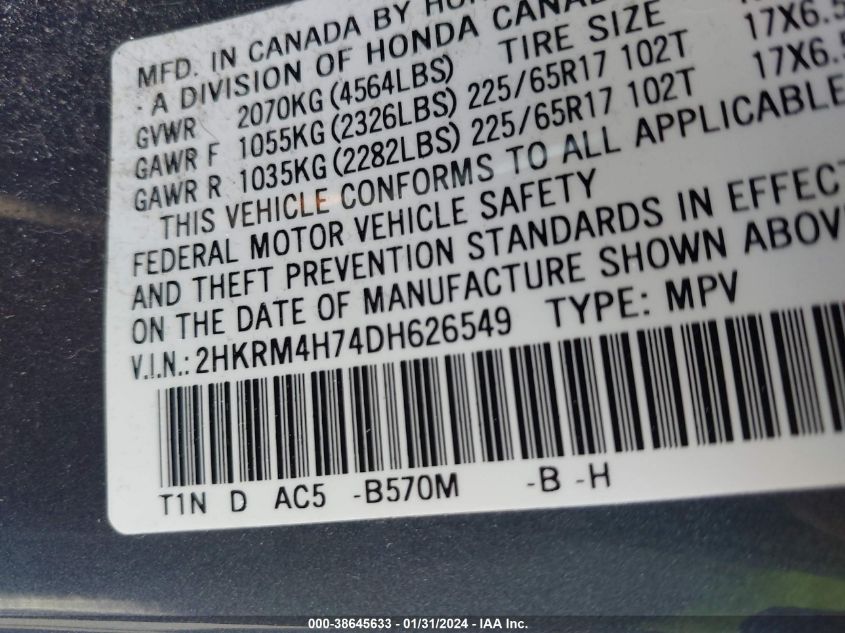 MFD. IN CANADA BY
- A DIVISION OF HONDA
GVWR 2070KG (4564LBS) TIRE SIZE
GAWR F 1055KG (2326LBS) 225/65R17 102T 17X6.5
GAWR R 1035KG (2282LBS) 225/65R17 102T 17X6.5
THIS VEHICLE CONFORMS TO ALL APPLICABLE
FEDERAL MOTOR VEHICLE SAFETY
AND THEFT PREVENTION STANDARDS IN EFFECT
ON THE DATE OF MANUFACTURE SHOWN
V.I.N.: 2HKRM4H74DH626549 TYPE: MPV
T1N D AC5 -B570M -B -H
000-38645633 - 01/31/2024 - IAA Inc.